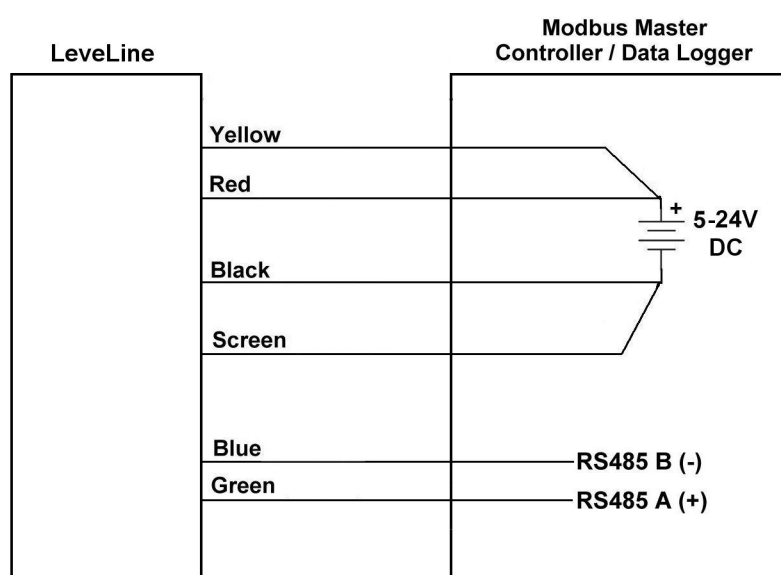 LeveLine
Modbus Master
Controller / Data Logger
Yellow
Red
+
5-24V
DC
Black
Screen
Blue
RS485 B (-)
Green
RS485 A (+)